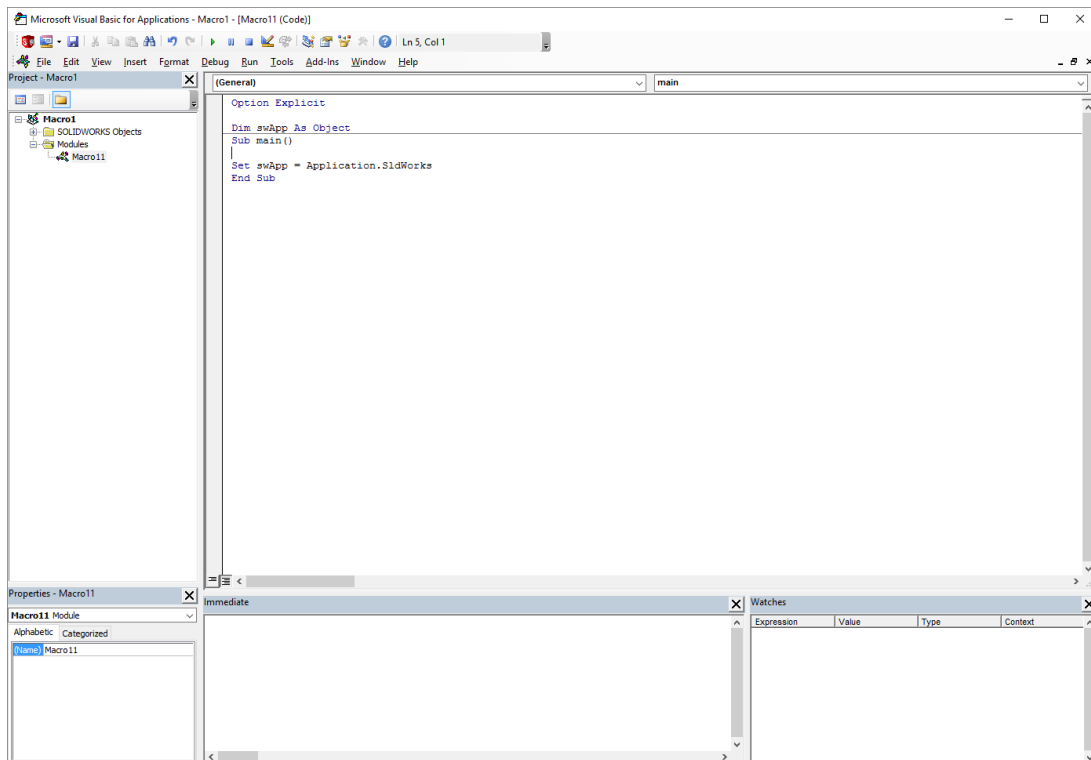 Microsoft Visual Basic for Applications - Macro1 - [Macro11 (Code)]
Ln 5, Col 1
File Edit View Insert Format Debug Run Tools Add-Ins Window Help
Project - Macro1
(General)
main
Macro1
SOLIDWORKS Objects
Modules
Macro11
Option Explicit
Dim swApp As Object
Sub main()
Set swApp = Application.SldWorks
End Sub
Properties - Macro11
Macro11 Module
Alphabetic Categorized
(Name) Macro11
Immediate
Watches
Expression Value Type Context